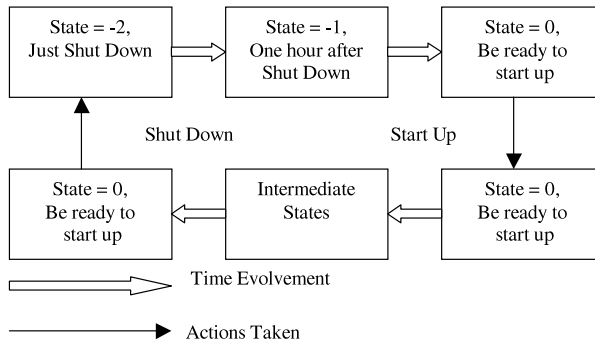 State = -2,
Just Shut Down
State = -1,
One hour after
Shut Down
State = 0,
Be ready to
start up
Shut Down
Start Up
State = 0,
Be ready to
start up
Intermediate
States
State = 0,
Be ready to
start up
Time Evolvement
Actions Taken